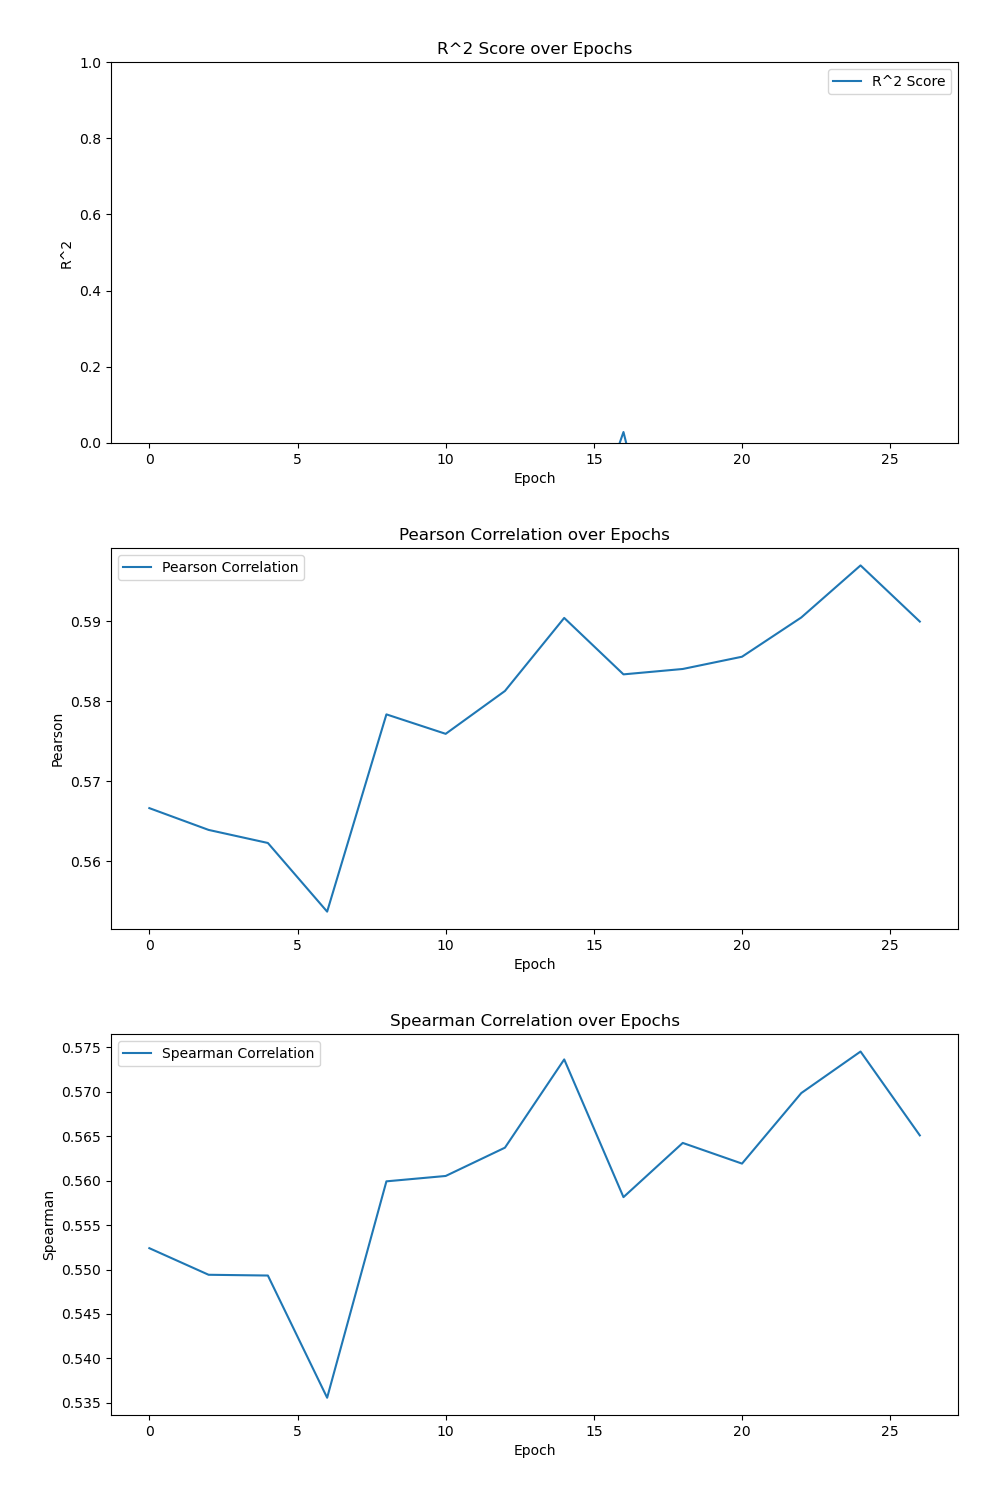 R^2 Score over Epochs
R^2 Score
1.0
0.8
0.6
0.4
0.2
0.0
R^2
0 5 10 15 20 25
Epoch
Pearson Correlation over Epochs
Pearson Correlation
0.59
0.58
0.57
0.56
Pearson
0 5 10 15 20 25
Epoch
Spearman Correlation over Epochs
Spearman Correlation
0.575
0.570
0.565
0.560
0.555
0.550
0.545
0.540
0.535
Spearman
0 5 10 15 20 25
Epoch